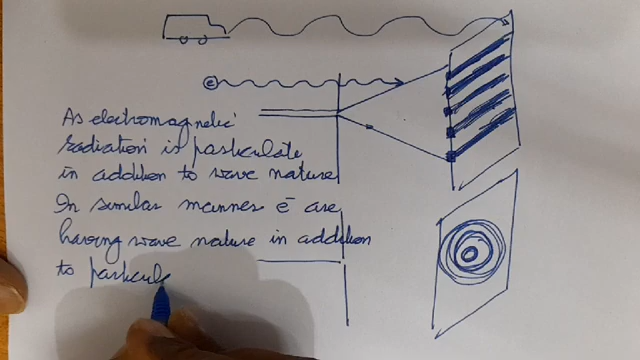 e
As electromagnetic
radiation is particulate
in addition to wave nature
In similar manner ē are
having wave nature in addition
to particul